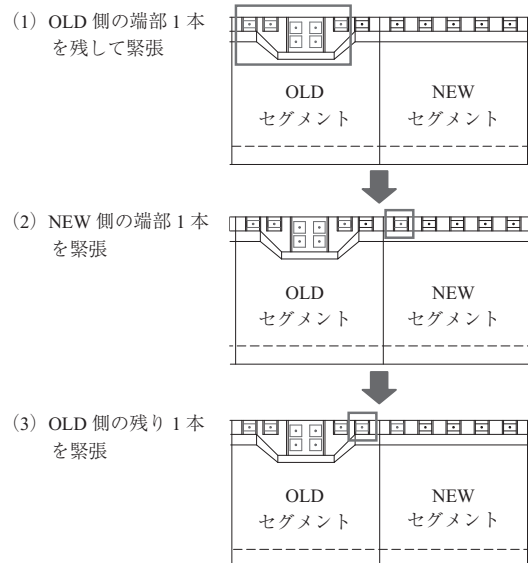 （1）OLD 側の端部 1 本
を残して緊張
OLD
セグメント
NEW
セグメント
（2）NEW 側の端部 1 本
を緊張
OLD
セグメント
NEW
セグメント
（3）OLD 側の残り 1 本
を緊張
OLD
セグメント
NEW
セグメント